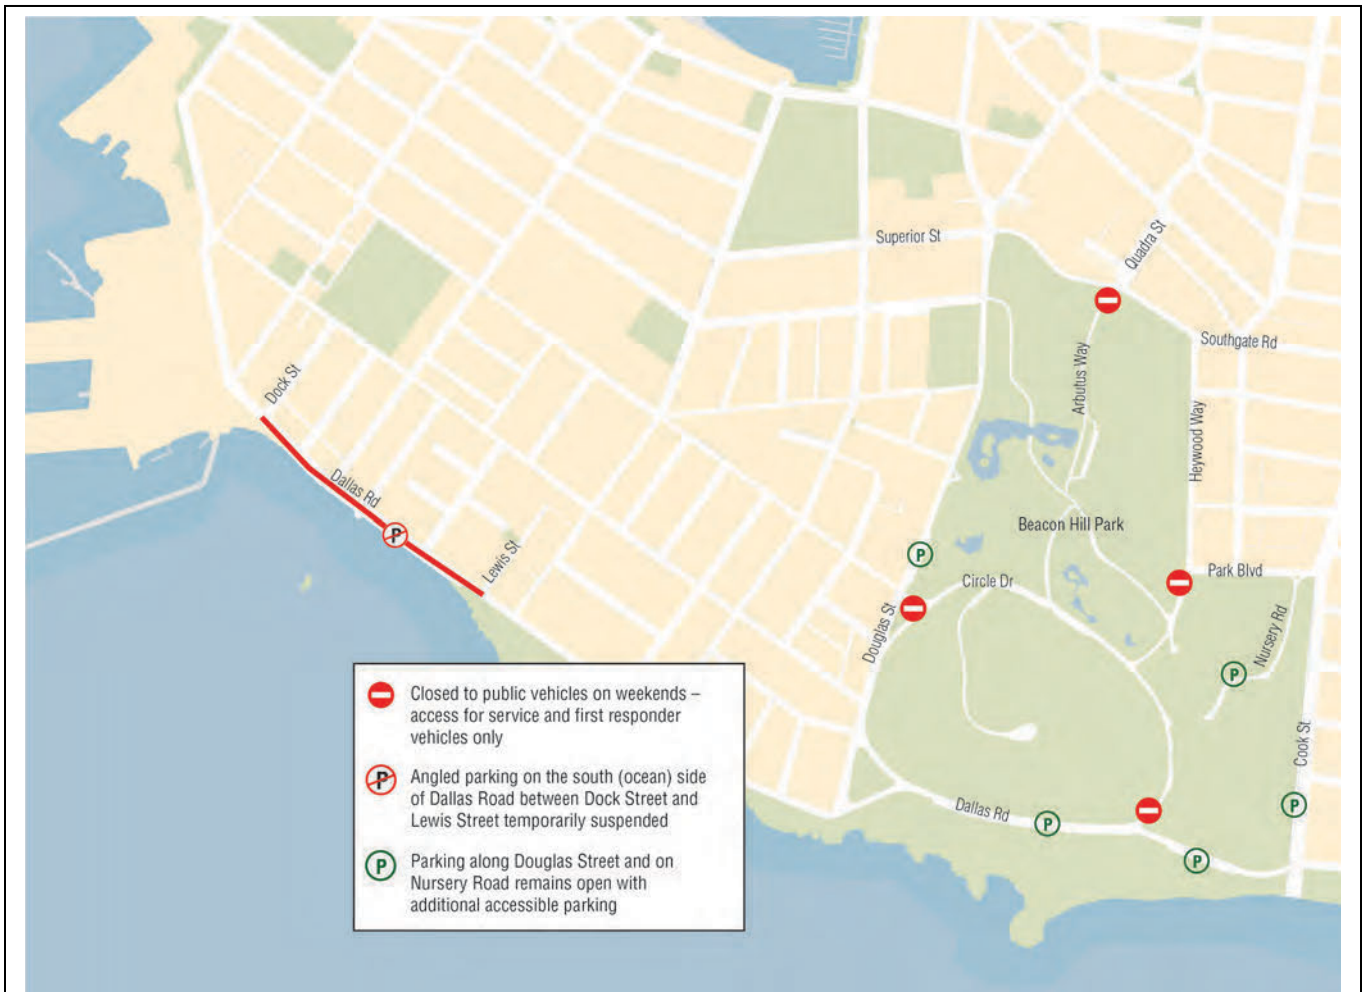 Superior St
Quadra St
Southgate Rd
Arbutus Way
Heywood Way
Dock St
Dallas Rd
P
Lewis St
Beacon Hill Park
P
Circle Dr
Park Blvd
Douglas St
Nursery Rd
P
Cook St
Dallas Rd
P
P
P
Closed to public vehicles on weekends –
access for service and first responder
vehicles only
P
Angled parking on the south (ocean) side
of Dallas Road between Dock Street and
Lewis Street temporarily suspended
P
Parking along Douglas Street and on
Nursery Road remains open with
additional accessible parking